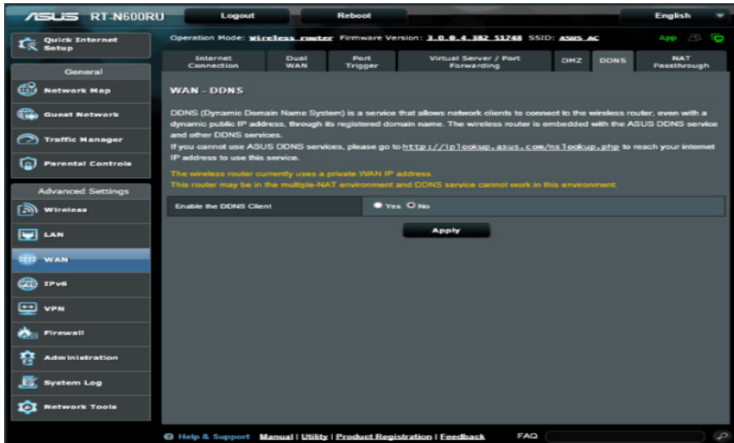 ASUS RT-N600RU Logout Reboot English
Quick Internet Setup
Operation Mode: Wireless router Firmware Version: 3.0.0.4.382_51748 SSID: ASUS_AC App
Internet Connection Dual WAN Port Trigger Virtual Server / Port Forwarding DMZ DDNS NAT Passthrough
General
Network Map
Guest Network
Traffic Manager
Parental Controls
Advanced Settings
Wireless
LAN
WAN
IPv6
VPN
Firewall
Administration
System Log
Network Tools
WAN - DDNS
DDNS (Dynamic Domain Name System) is a service that allows network clients to connect to the wireless router, even with a
dynamic public IP address, through its registered domain name. The wireless router is embedded with the ASUS DDNS service
and other DDNS services.
If you cannot use ASUS DDNS services, please go to http://iplookup.asus.com/nslookup.php to reach your internet
IP address to use this service.
The wireless router currently uses a private WAN IP address.
This router may be in the multiple-NAT environment and DDNS service cannot work in this environment.
Enable the DDNS Client Yes No
Apply
Help & Support Manual | Utility | Product Registration | Feedback FAQ